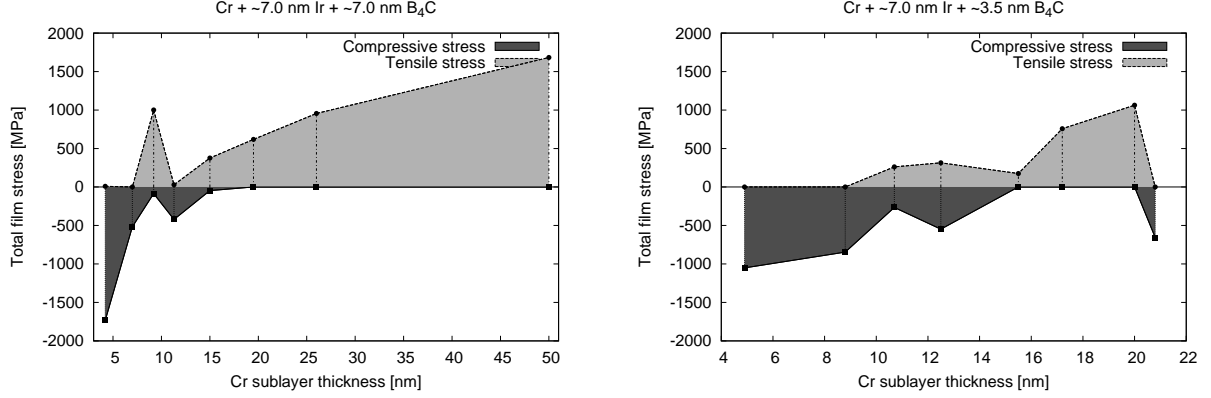 Cr + ~7.0 nm Ir + ~7.0 nm B₄C
Compressive stress
Tensile stress
Total film stress [MPa]
2000
1500
1000
500
0
-500
-1000
-1500
-2000
5 10 15 20 25 30 35 40 45 50
Cr sublayer thickness [nm]
Cr + ~7.0 nm Ir + ~3.5 nm B₄C
Compressive stress
Tensile stress
Total film stress [MPa]
2000
1500
1000
500
0
-500
-1000
-1500
-2000
4 6 8 10 12 14 16 18 20 22
Cr sublayer thickness [nm]